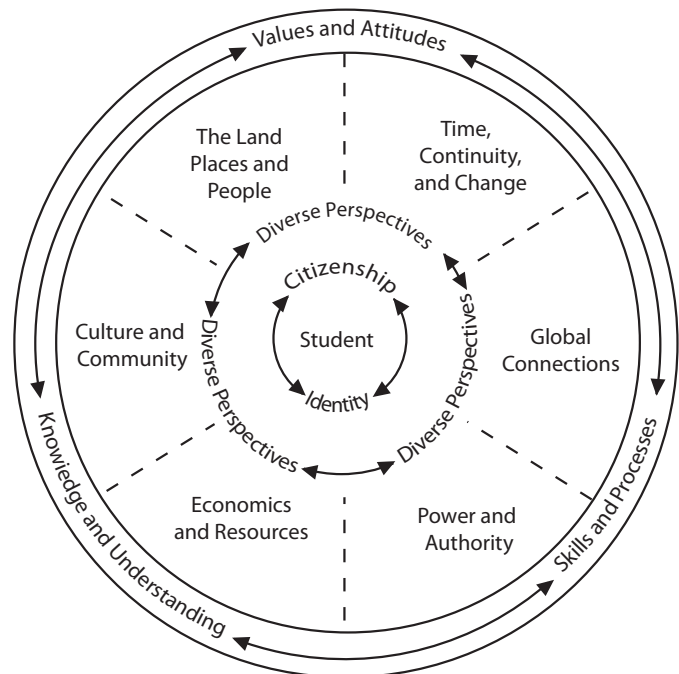 Values and Attitudes
The Land
Places and
People
Time,
Continuity,
and Change
Diverse Perspectives
Citizenship
Student
Identity
Diverse Perspectives
Diverse Perspectives
Culture and
Community
Global
Connections
Economics
and Resources
Power and
Authority
Knowledge and Understanding
Skills and Processes